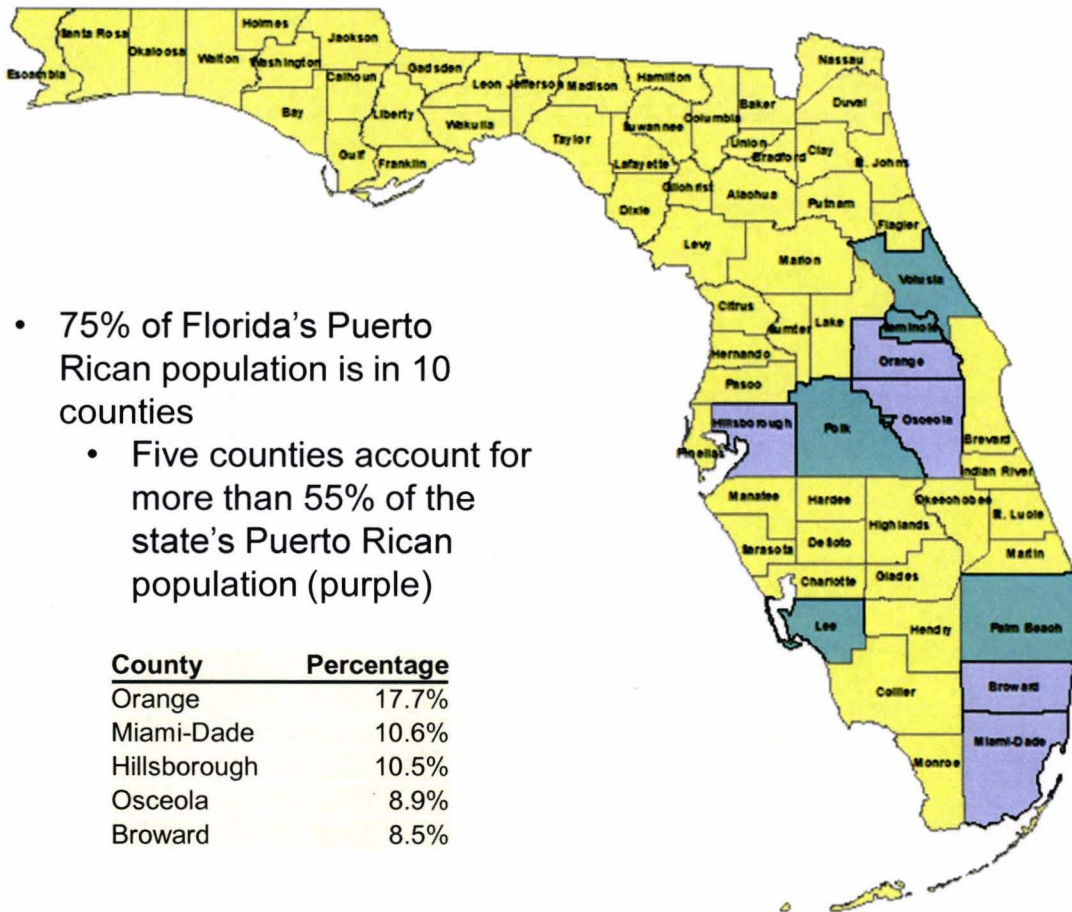 Holmes
Santa Rosa
Jackson
Okaloosa
Walton
Washington
Escambia
Calhoun
Gadsden
Leon
Jefferson
Madison
Hamilton
Nassau
Baker
Duval
Bay
Liberty
Wakulla
Columbia
Suwannee
Taylor
Union
Bradford
Clay
St. Johns
Gulf
Franklin
Lafayette
Gilchrist
Alachua
Putnam
Dixie
Flagler
Levy
Marion
Volusia
Citrus
Sumter
Lake
Seminole
Hernando
Orange
Pasco
Hillsborough
Polk
Osceola
Pinellas
Brevard
Indian River
Manatee
Hardee
Okeechobee
Highlands
St. Lucie
Sarasota
DeSoto
Martin
Charlotte
Glades
Lee
Hendry
Palm Beach
Collier
Broward
Miami-Dade
Monroe
• 75% of Florida's Puerto
Rican population is in 10
counties
• Five counties account for
more than 55% of the
state's Puerto Rican
population (purple)
County Percentage
Orange 17.7%
Miami-Dade 10.6%
Hillsborough 10.5%
Osceola 8.9%
Broward 8.5%